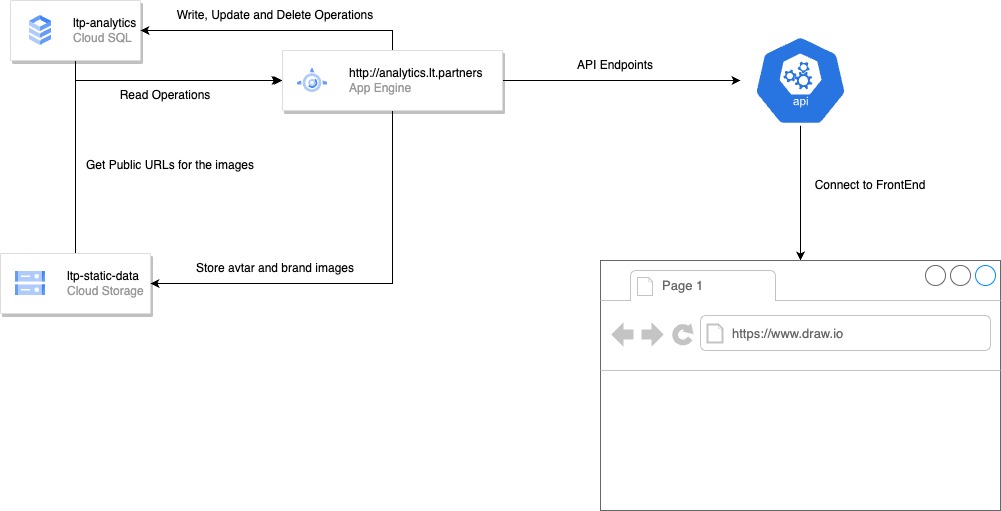 ltp-analytics
Cloud SQL
Write, Update and Delete Operations
http://analytics.lt.partners
App Engine
Read Operations
API Endpoints
api
Get Public URLs for the images
Connect to FrontEnd
ltp-static-data
Cloud Storage
Store avtar and brand images
Page 1
https://www.draw.io